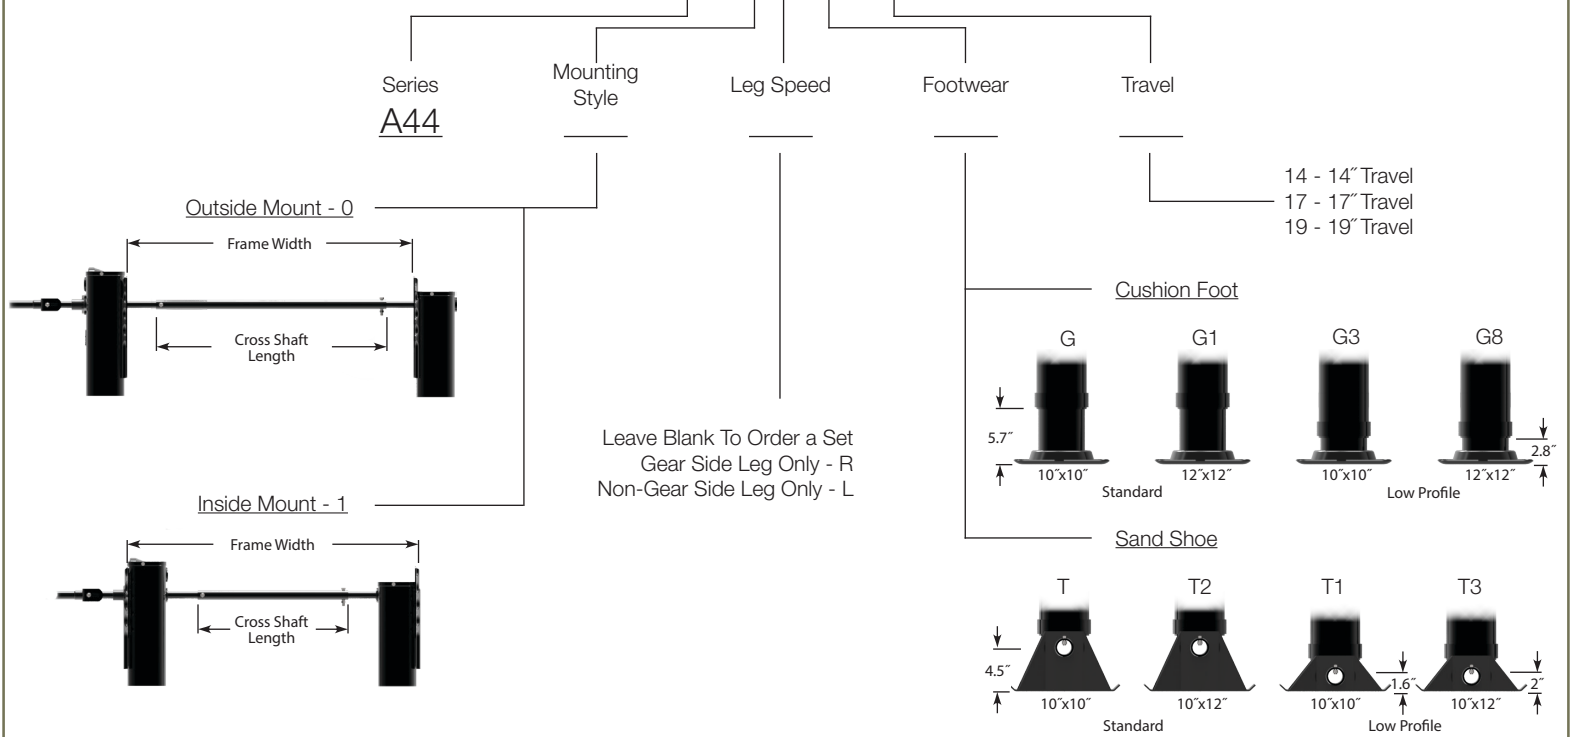 Series
A44
Mounting
Style
Leg Speed
Footwear
Travel
14 - 14˝ Travel
17 - 17˝ Travel
19 - 19˝ Travel
Outside Mount - 0
Frame Width
Cross Shaft
Length
Inside Mount - 1
Frame Width
Cross Shaft
Length
Leave Blank To Order a Set
Gear Side Leg Only - R
Non-Gear Side Leg Only - L
Cushion Foot
G G1 G3 G8
5.7˝
2.8˝
10˝x10˝ 12˝x12˝ 10˝x10˝ 12˝x12˝
Standard Low Profile
Sand Shoe
T T2 T1 T3
4.5˝
1.6˝
2˝
10˝x10˝ 10˝x12˝ 10˝x10˝ 10˝x12˝
Standard Low Profile